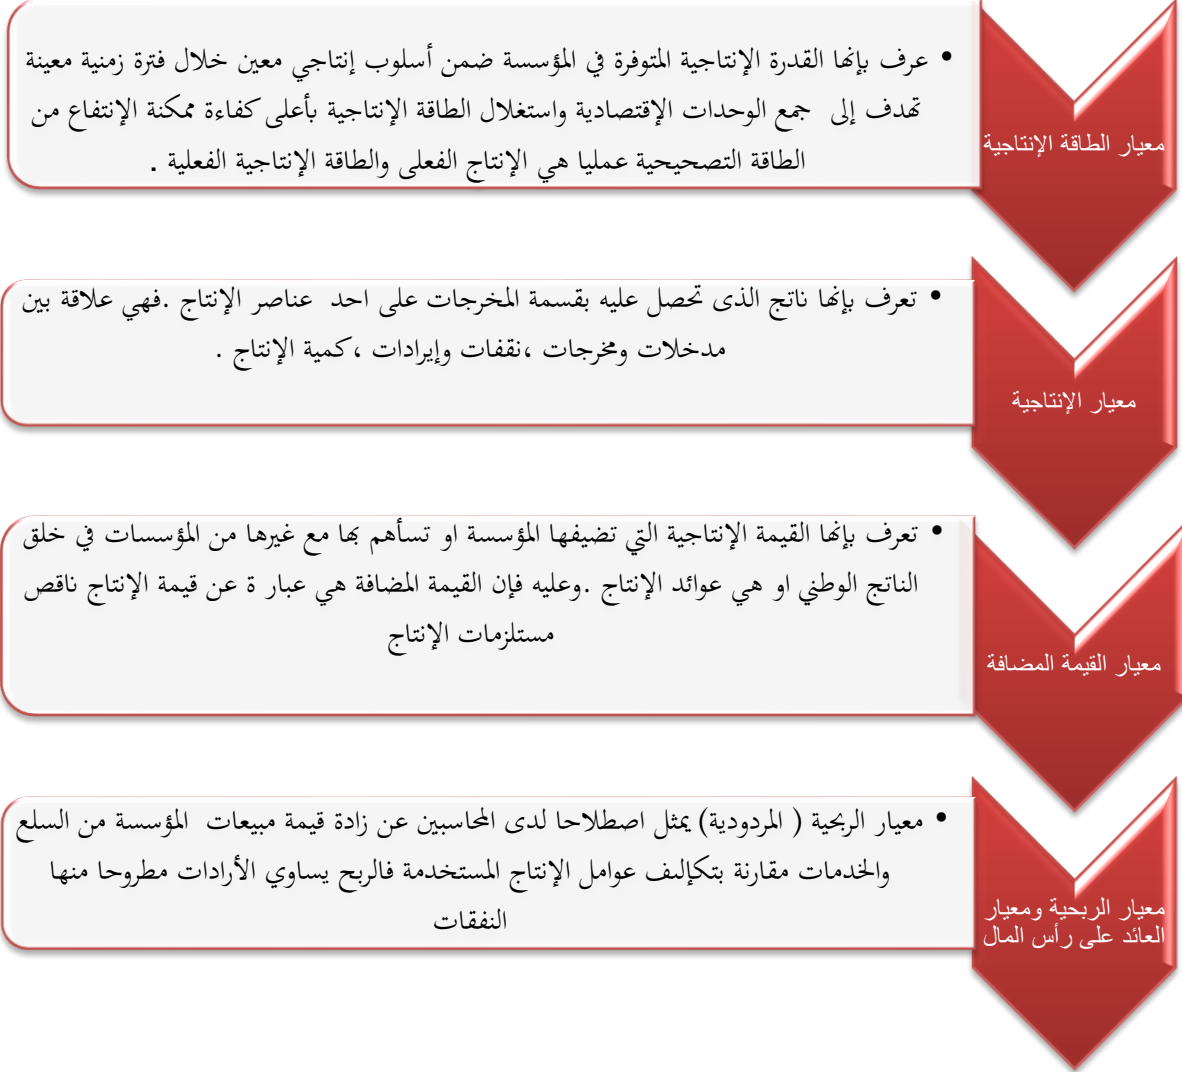 معيار الطاقة الإنتاجية
• عرف بإنها القدرة الإنتاجية المتوفرة في المؤسسة ضمن أسلوب إنتاجي معين خلال فترة زمنية معينة
تهدف إلى جمع الوحدات الإقتصادية واستغلال الطاقة الإنتاجية بأعلى كفاءة ممكنة الإنتفاع من
الطاقة التصحيحية عمليا هي الإنتاج الفعلى والطاقة الإنتاجية الفعلية .
معيار الإنتاجية
• تعرف بإنها ناتج الذى تحصل عليه بقسمة المخرجات على احد عناصر الإنتاج .فهي علاقة بين
مدخلات ومخرجات ،نقفات وإيرادات ،كمية الإنتاج .
معيار القيمة المضافة
• تعرف بإنها القيمة الإنتاجية التي تضيفها المؤسسة او تسأهم بها مع غيرها من المؤسسات في خلق
الناتج الوطني او هي عوائد الإنتاج .وعليه فإن القيمة المضافة هي عبار ة عن قيمة الإنتاج ناقص
مستلزمات الإنتاج
معيار الربحية ومعيار
العائد على رأس المال
• معيار الربحية ( المردودية) يمثل اصطلاحا لدى المحاسبين عن زادة قيمة مبيعات المؤسسة من السلع
والخدمات مقارنة بتكإلىف عوامل الإنتاج المستخدمة فالربح يساوي الأرادات مطروحا منها
النفقات